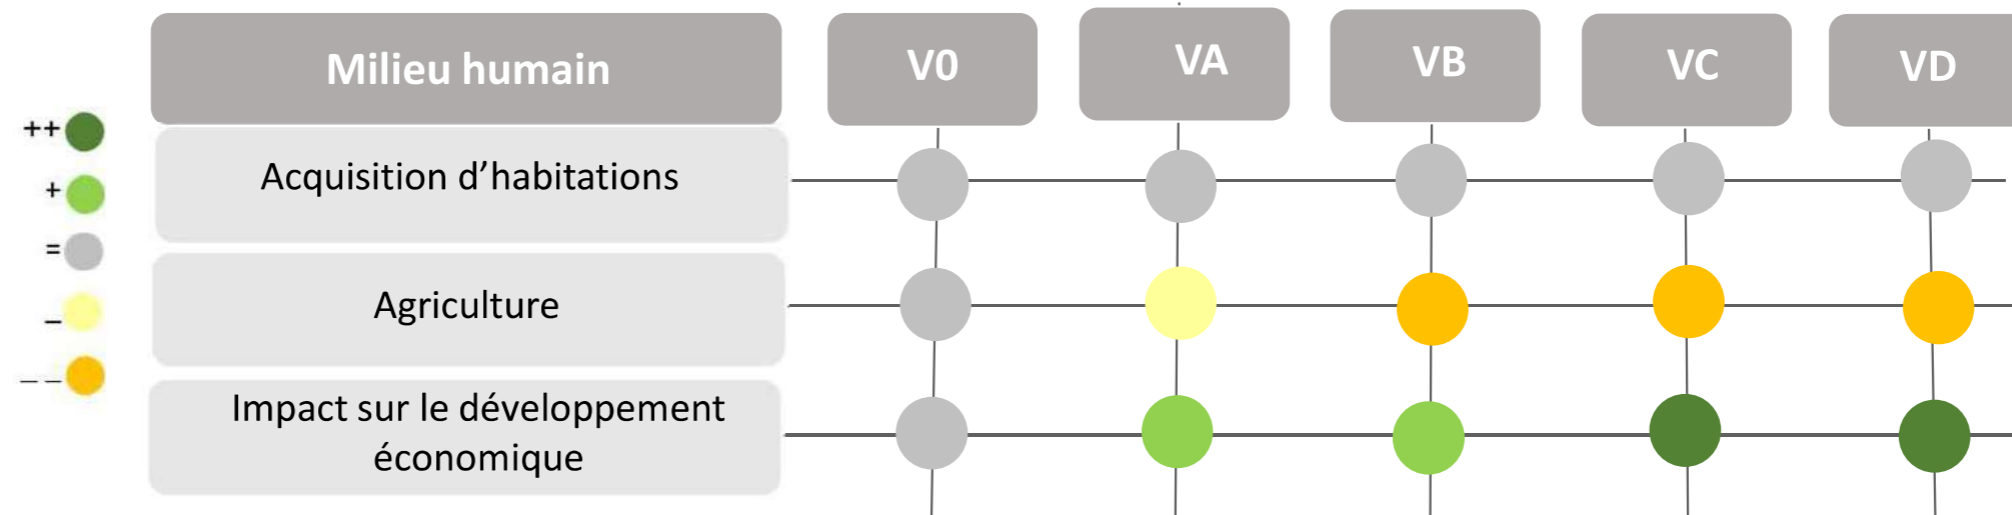 Milieu humain
V0
VA
VB
VC
VD
++
+
=
–
– –
Acquisition d’habitations
Agriculture
Impact sur le développement
économique